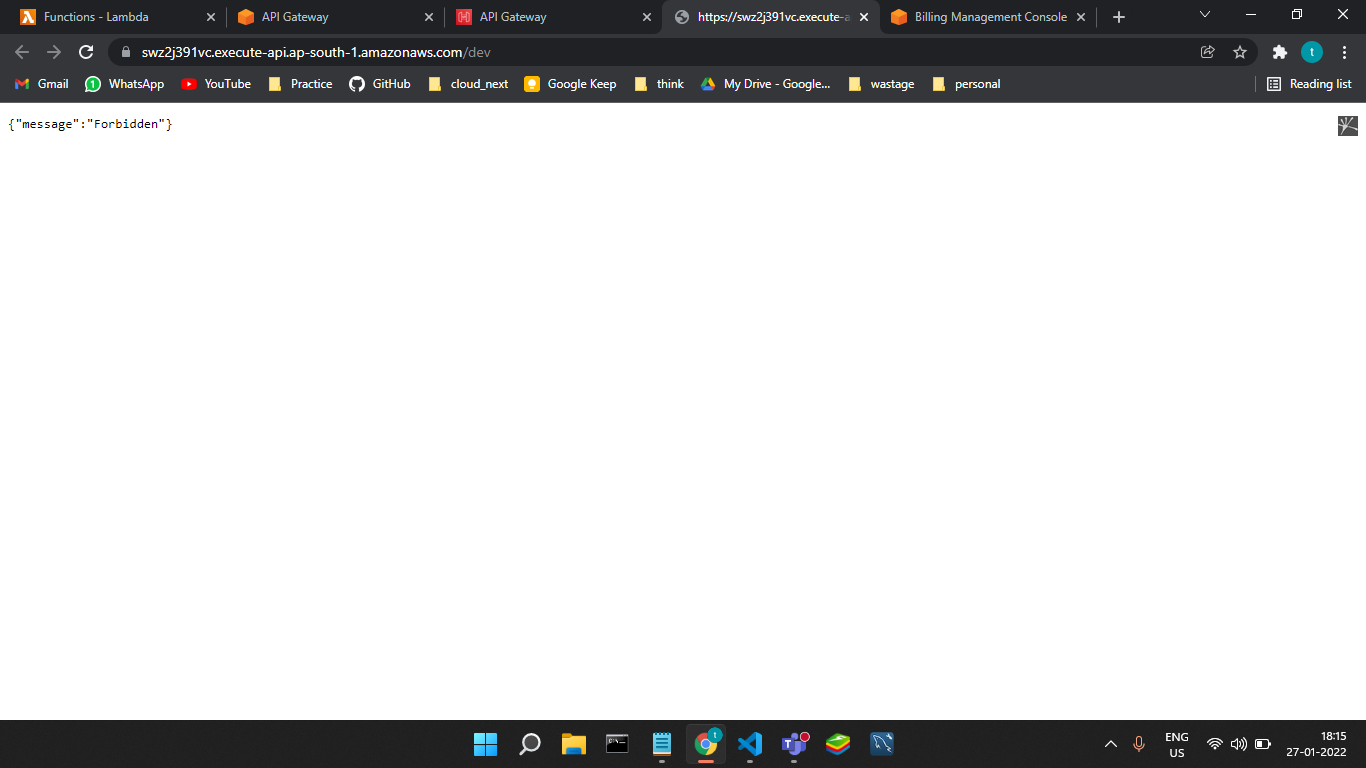 Functions - Lambda
API Gateway
API Gateway
https://swz2j391vc.execute-a
Billing Management Console
swz2j391vc.execute-api.ap-south-1.amazonaws.com/dev
t
Gmail
WhatsApp
YouTube
Practice
GitHub
cloud_next
Google Keep
think
My Drive - Google...
wastage
personal
Reading list
{"message":"Forbidden"}
t
ENG
US
18:15
27-01-2022